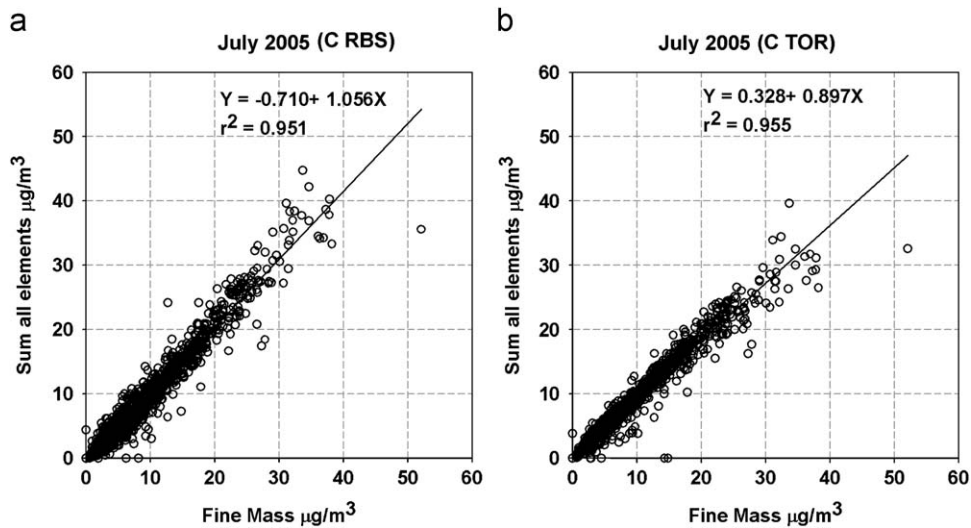 a
July 2005 (C RBS)
Y = -0.710+ 1.056X
r² = 0.951
60
50
40
30
20
10
0
Sum all elements µg/m³
0 10 20 30 40 50 60
Fine Mass µg/m³
b
July 2005 (C TOR)
Y = 0.328+ 0.897X
r² = 0.955
60
50
40
30
20
10
0
Sum all elements µg/m³
0 10 20 30 40 50 60
Fine Mass µg/m³